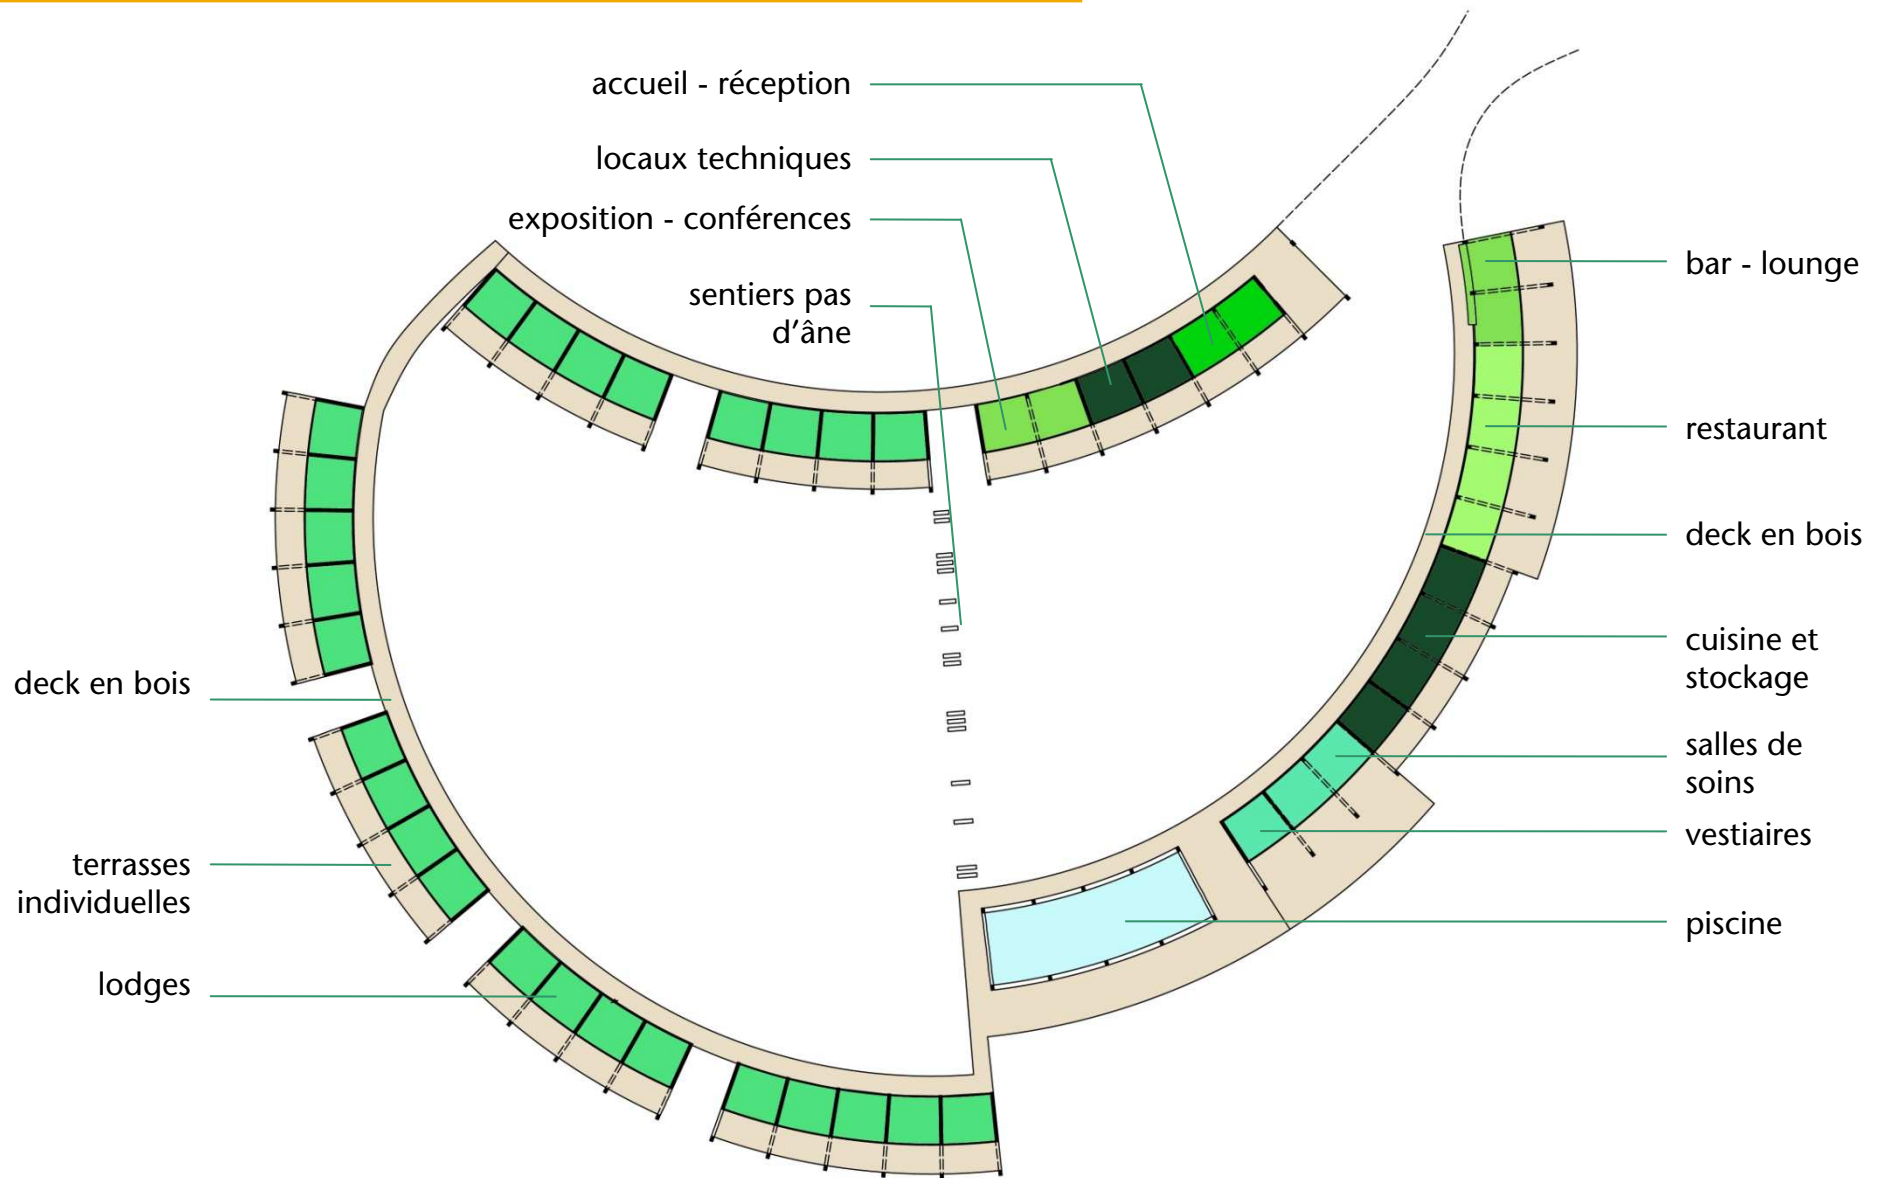 accueil - réception
locaux techniques
exposition - conférences
sentiers pas
d’âne
bar - lounge
restaurant
deck en bois
cuisine et
stockage
salles de
soins
vestiaires
piscine
deck en bois
terrasses
individuelles
lodges